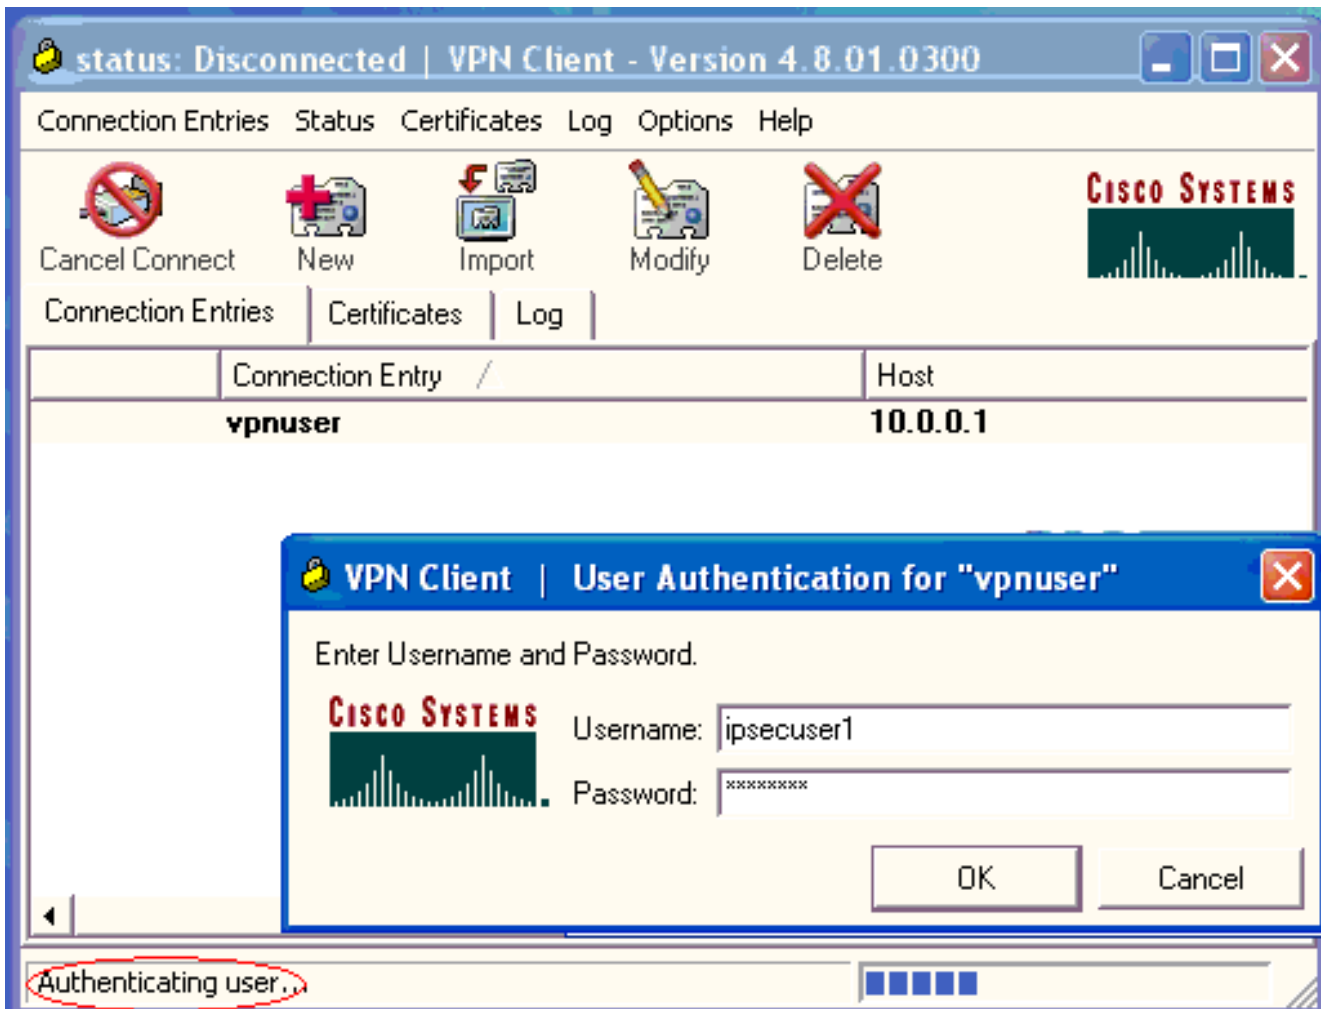 status: Disconnected | VPN Client - Version 4.8.01.0300
Connection Entries Status Certificates Log Options Help
CISCO SYSTEMS
Cancel Connect New Import Modify Delete
Connection Entries Certificates Log
Connection Entry Host
vpnuser 10.0.0.1
VPN Client | User Authentication for "vpnuser"
Enter Username and Password.
CISCO SYSTEMS
Username: ipsecuser1
Password: ********
OK Cancel
Authenticating user...